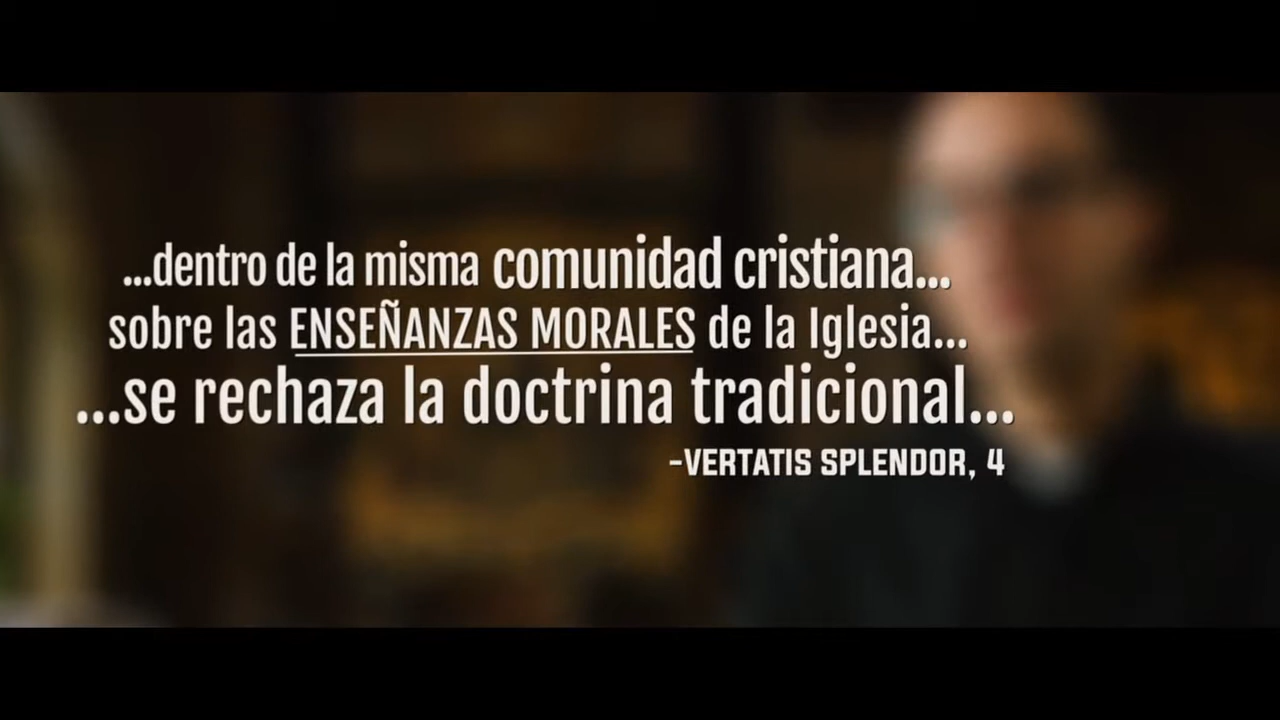 ...dentro de la misma comunidad cristiana...
sobre las ENSEÑANZAS MORALES de la Iglesia...
...se rechaza la doctrina tradicional...
-VERTATIS SPLENDOR, 4